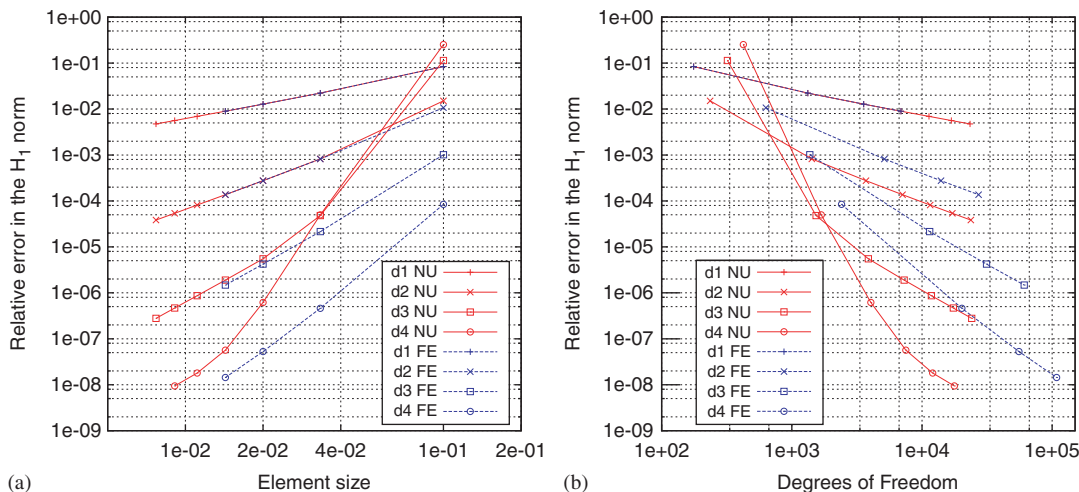 1e+00
1e-01
1e-02
1e-03
1e-04
1e-05
1e-06
1e-07
1e-08
1e-09
Relative error in the H1 norm
d1 NU
d2 NU
d3 NU
d4 NU
d1 FE
d2 FE
d3 FE
d4 FE
1e-02
2e-02
4e-02
1e-01
2e-01
(a)
Element size
1e+00
1e-01
1e-02
1e-03
1e-04
1e-05
1e-06
1e-07
1e-08
1e-09
Relative error in the H1 norm
d1 NU
d2 NU
d3 NU
d4 NU
d1 FE
d2 FE
d3 FE
d4 FE
1e+02
1e+03
1e+04
1e+05
(b)
Degrees of Freedom